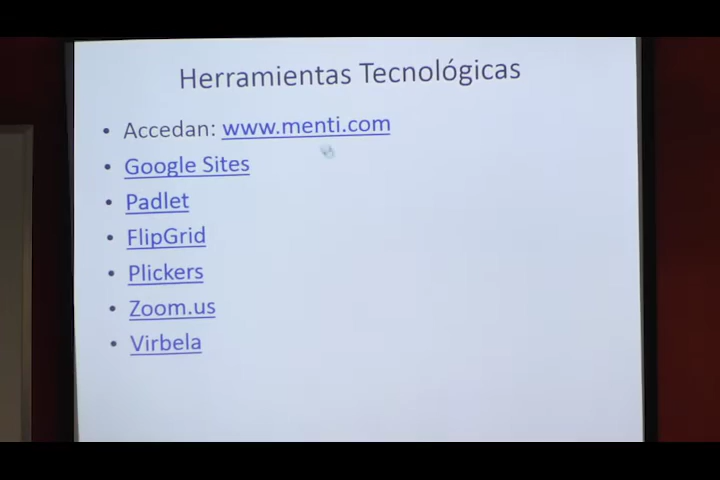 Herramientas Tecnológicas
• Accedan: www.menti.com
• Google Sites
• Padlet
• FlipGrid
• Plickers
• Zoom.us
• Virbela